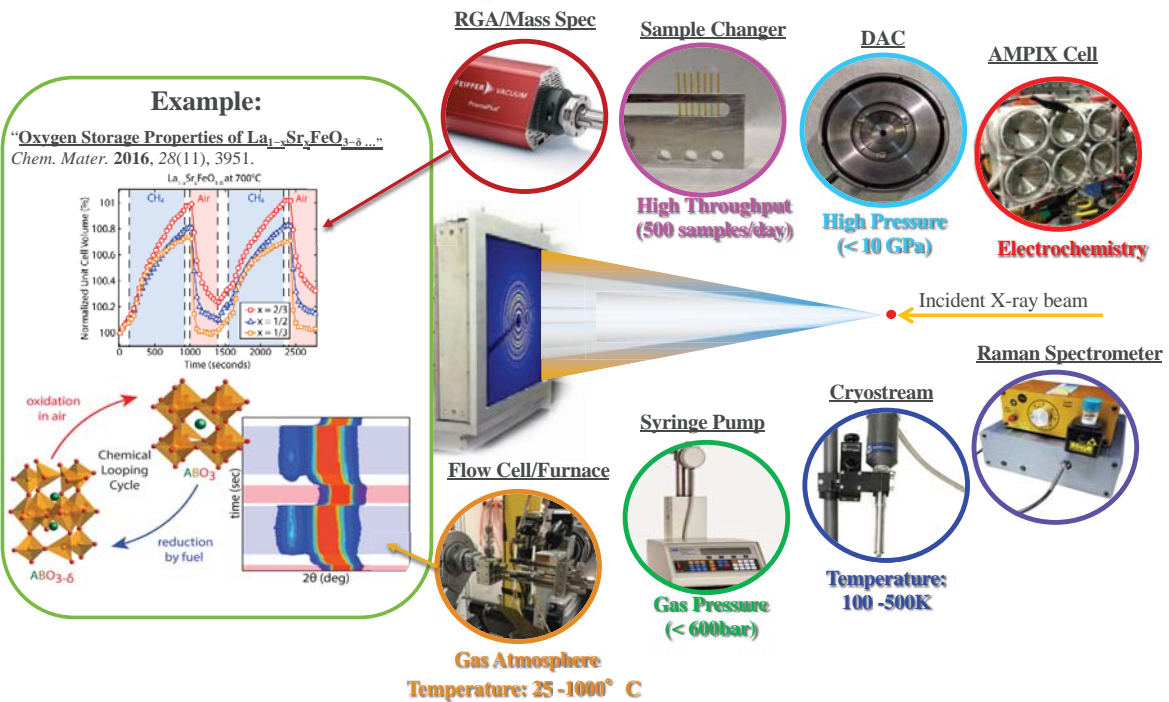 RGA/Mass Spec
Sample Changer
DAC
AMPIX Cell
PFEIFFER VACUUM
PrismaPlus
High Throughput
(500 samples/day)
High Pressure
(< 10 GPa)
Electrochemistry
Example:
“Oxygen Storage Properties of La1-xSrxFeO3-δ ...”
Chem. Mater. 2016, 28(11), 3951.
La1-xSrxFeO3-δ at 700°C
CH4
Air
CH4
Air
Normalized Unit Cell Volume (%)
101
100.8
100.6
100.4
100.2
100
x = 2/3
x = 1/2
x = 1/3
0
500
1000
1500
2000
2500
Time (seconds)
Incident X-ray beam
oxidation
in air
Chemical
Looping
Cycle
ABO3
reduction
by fuel
ABO3-δ
time (sec)
2θ (deg)
Flow Cell/Furnace
Syringe Pump
Cryostream
Raman Spectrometer
Gas Atmosphere
Temperature: 25 -1000° C
Gas Pressure
(< 600bar)
Temperature:
100 -500K